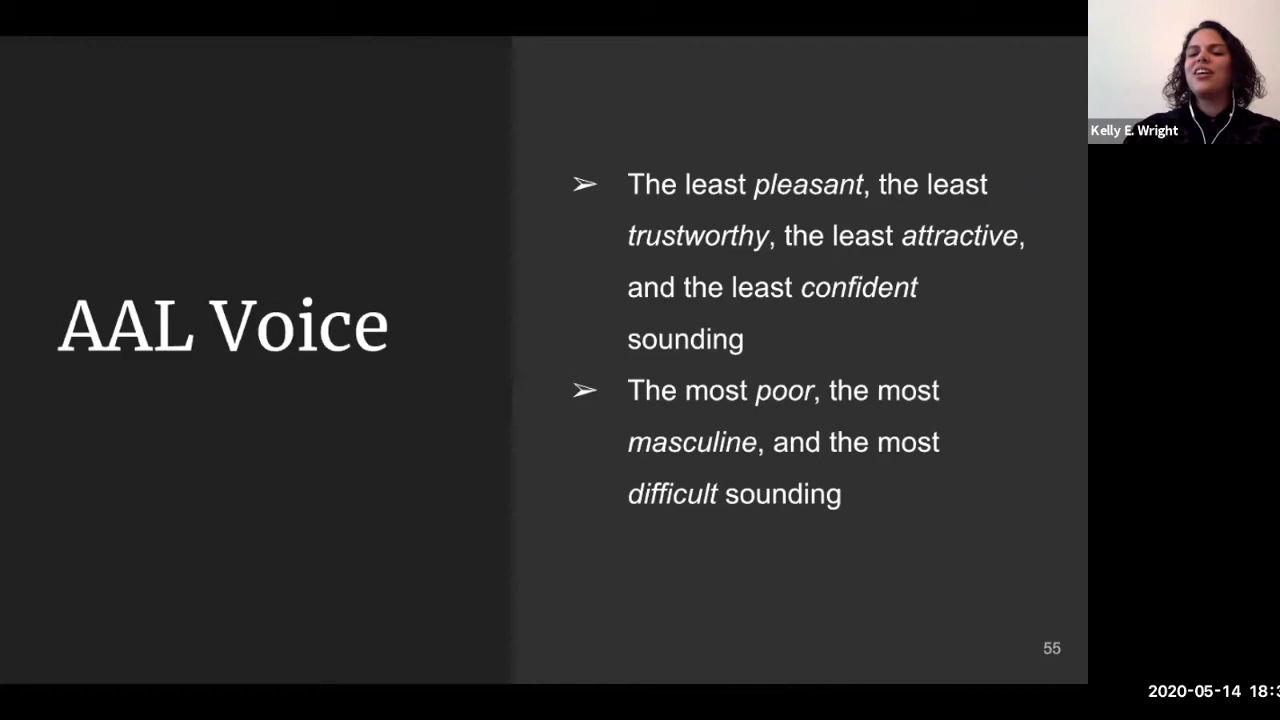 AAL Voice
➢ The least pleasant, the least
trustworthy, the least attractive,
and the least confident
sounding
➢ The most poor, the most
masculine, and the most
difficult sounding
55
Kelly E. Wright
2020-05-14 18:3